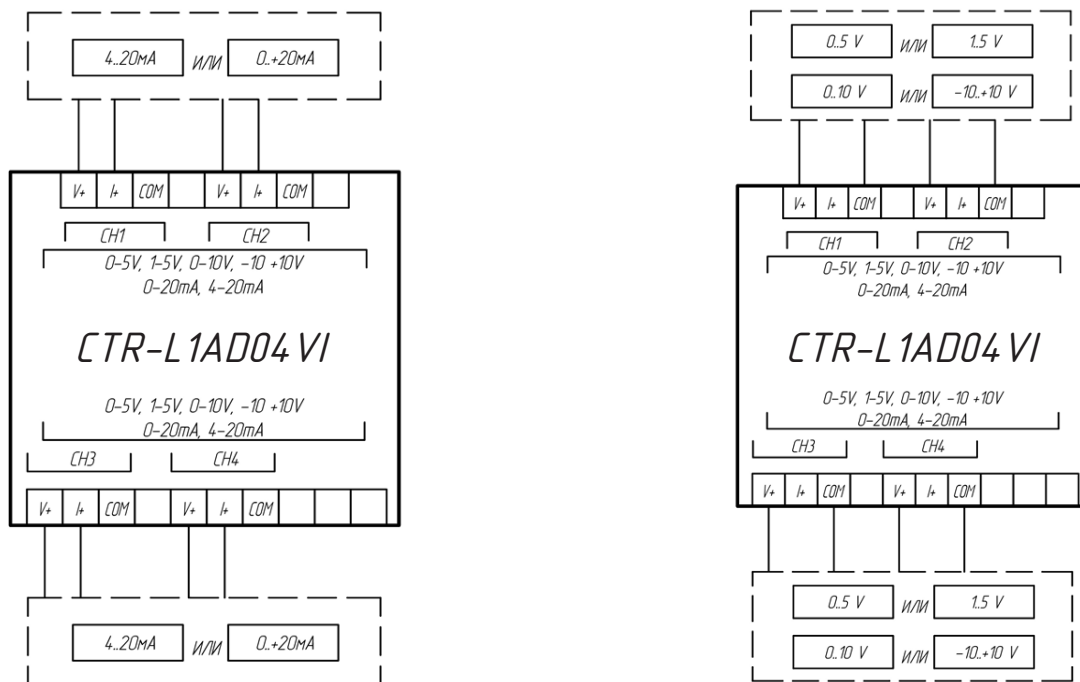 4..20мА ИЛИ 0..+20мА
V+ I+ COM V+ I+ COM
CH1 CH2
0-5V, 1-5V, 0-10V, -10 +10V
0-20mA, 4-20mA
CTR-L1AD04VI
0-5V, 1-5V, 0-10V, -10 +10V
0-20mA, 4-20mA
CH3 CH4
V+ I+ COM V+ I+ COM
4..20мА ИЛИ 0..+20мА
0..5 V ИЛИ 1..5 V
0..10 V ИЛИ -10..+10 V
V+ I+ COM V+ I+ COM
CH1 CH2
0-5V, 1-5V, 0-10V, -10 +10V
0-20mA, 4-20mA
CTR-L1AD04VI
0-5V, 1-5V, 0-10V, -10 +10V
0-20mA, 4-20mA
CH3 CH4
V+ I+ COM V+ I+ COM
0..5 V ИЛИ 1..5 V
0..10 V ИЛИ -10..+10 V